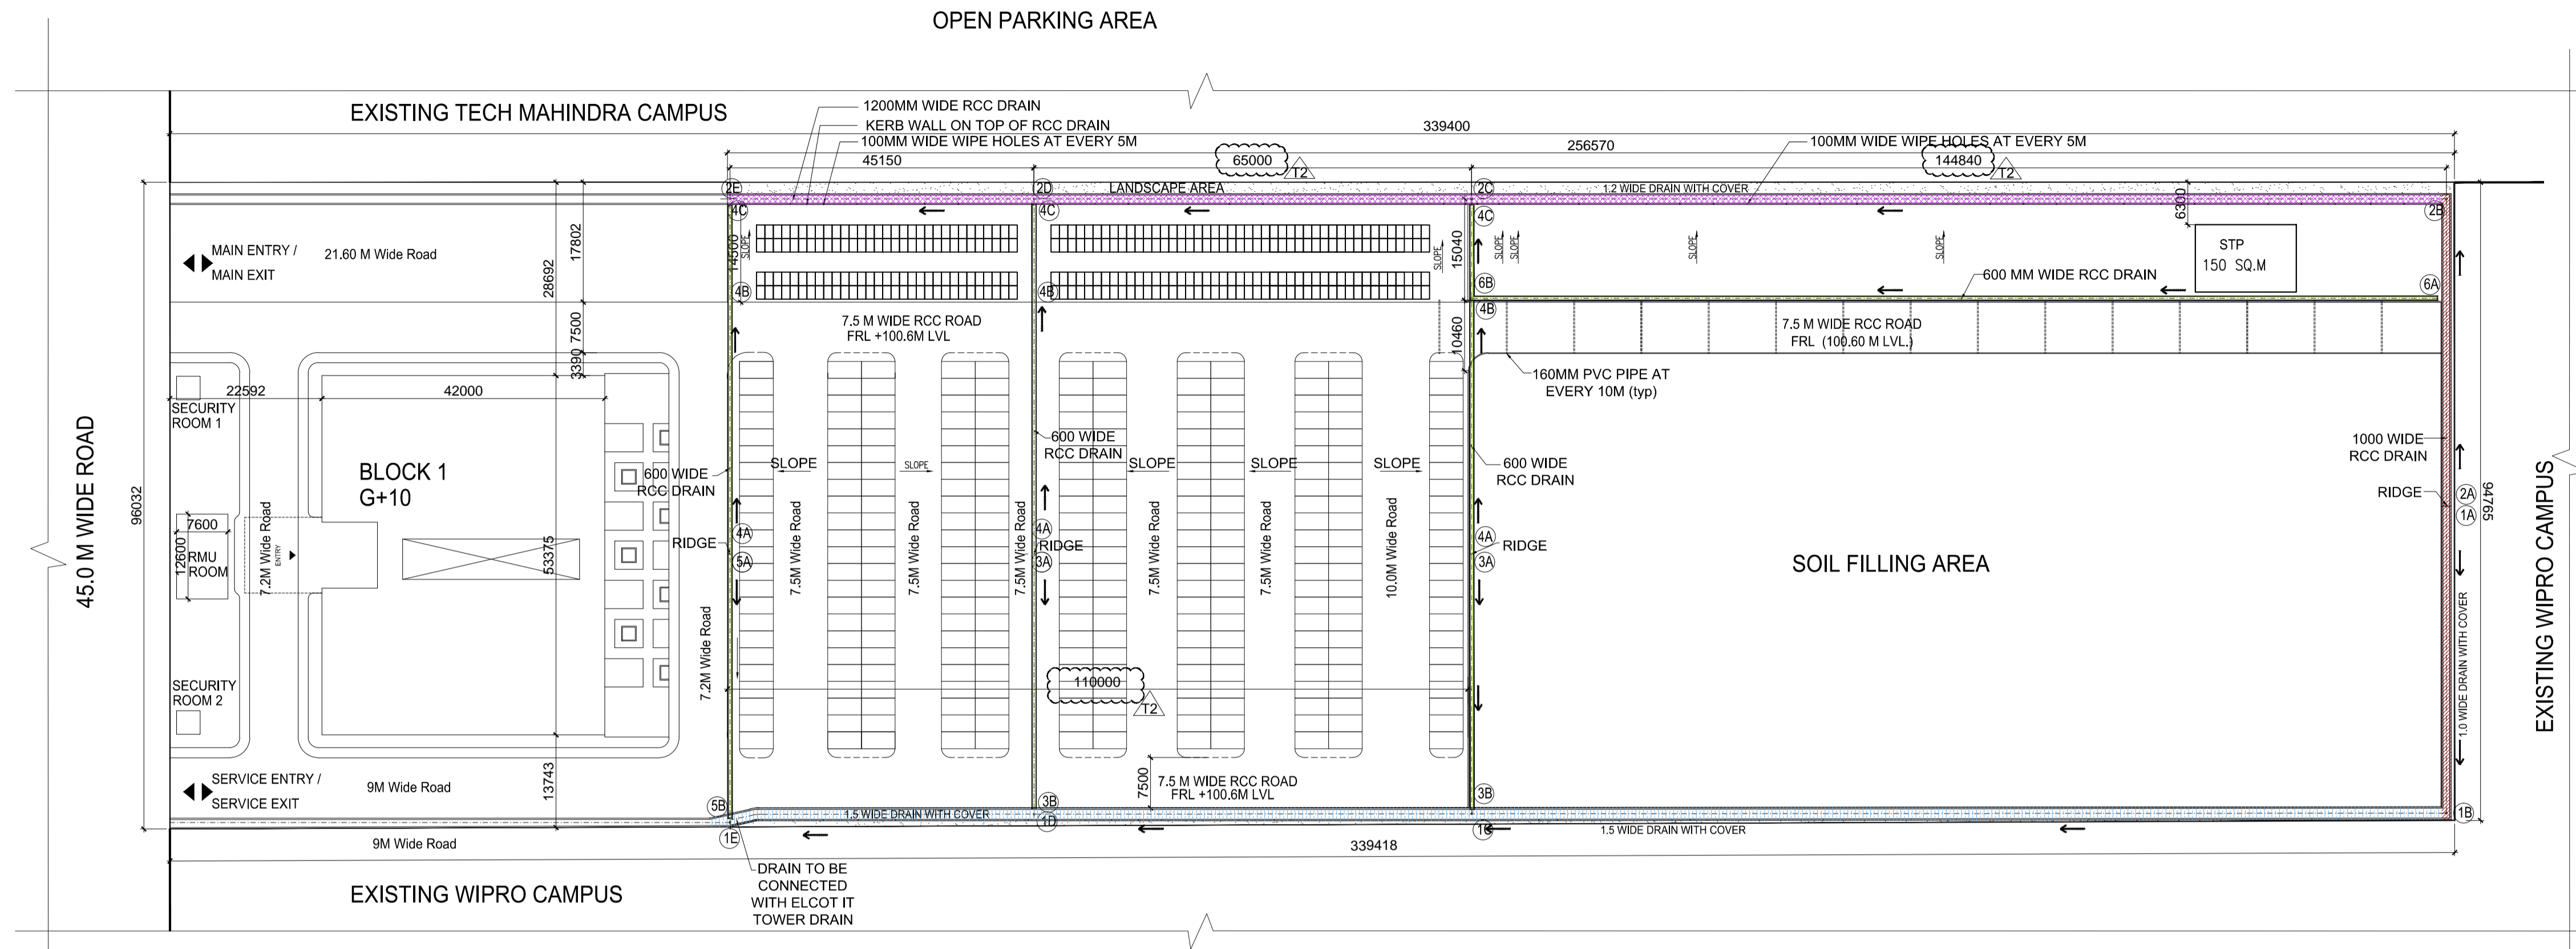 OPEN PARKING AREA
EXISTING TECH MAHINDRA CAMPUS
1200MM WIDE RCC DRAIN
KERB WALL ON TOP OF RCC DRAIN
100MM WIDE WIPE HOLES AT EVERY 5M
339400
256570
100MM WIDE WIPE HOLES AT EVERY 5M
45150
65000
T2
144840
T2
2E
2D
LANDSCAPE AREA
2C
1.2 WIDE DRAIN WITH COVER
4C
4C
4C
2B
6300
MAIN ENTRY /
MAIN EXIT
21.60 M Wide Road
17802
28692
14500
SLOPE
SLOPE
15040
SLOPE
SLOPE
SLOPE
SLOPE
STP
150 SQ.M
600 MM WIDE RCC DRAIN
6B
6A
4B
4B
4B
7500
3390
7.5 M WIDE RCC ROAD
FRL +100.6M LVL
10460
7.5 M WIDE RCC ROAD
FRL (100.60 M LVL.)
160MM PVC PIPE AT
EVERY 10M (typ)
22592
42000
SECURITY
ROOM 1
45.0 M WIDE ROAD
96032
BLOCK 1
G+10
600 WIDE
RCC DRAIN
SLOPE
SLOPE
600 WIDE
RCC DRAIN
SLOPE
SLOPE
SLOPE
600 WIDE
RCC DRAIN
1000 WIDE
RCC DRAIN
RIDGE
2A
1A
94765
EXISTING WIPRO CAMPUS
7600
12600
RMU
ROOM
7.2M Wide Road
ENTRY
53375
RIDGE
4A
5A
7.5M Wide Road
7.5M Wide Road
7.5M Wide Road
4A
RIDGE
3A
7.5M Wide Road
7.5M Wide Road
10.0M Wide Road
4A
RIDGE
3A
SOIL FILLING AREA
1.0 WIDE DRAIN WITH COVER
7.2M Wide Road
SECURITY
ROOM 2
110000
T2
SERVICE ENTRY /
SERVICE EXIT
9M Wide Road
13743
7500
7.5 M WIDE RCC ROAD
FRL +100.6M LVL
5B
3B
3B
1B
1.5 WIDE DRAIN WITH COVER
1D
1E
1.5 WIDE DRAIN WITH COVER
9M Wide Road
339418
DRAIN TO BE
CONNECTED
WITH ELCOT IT
TOWER DRAIN
EXISTING WIPRO CAMPUS